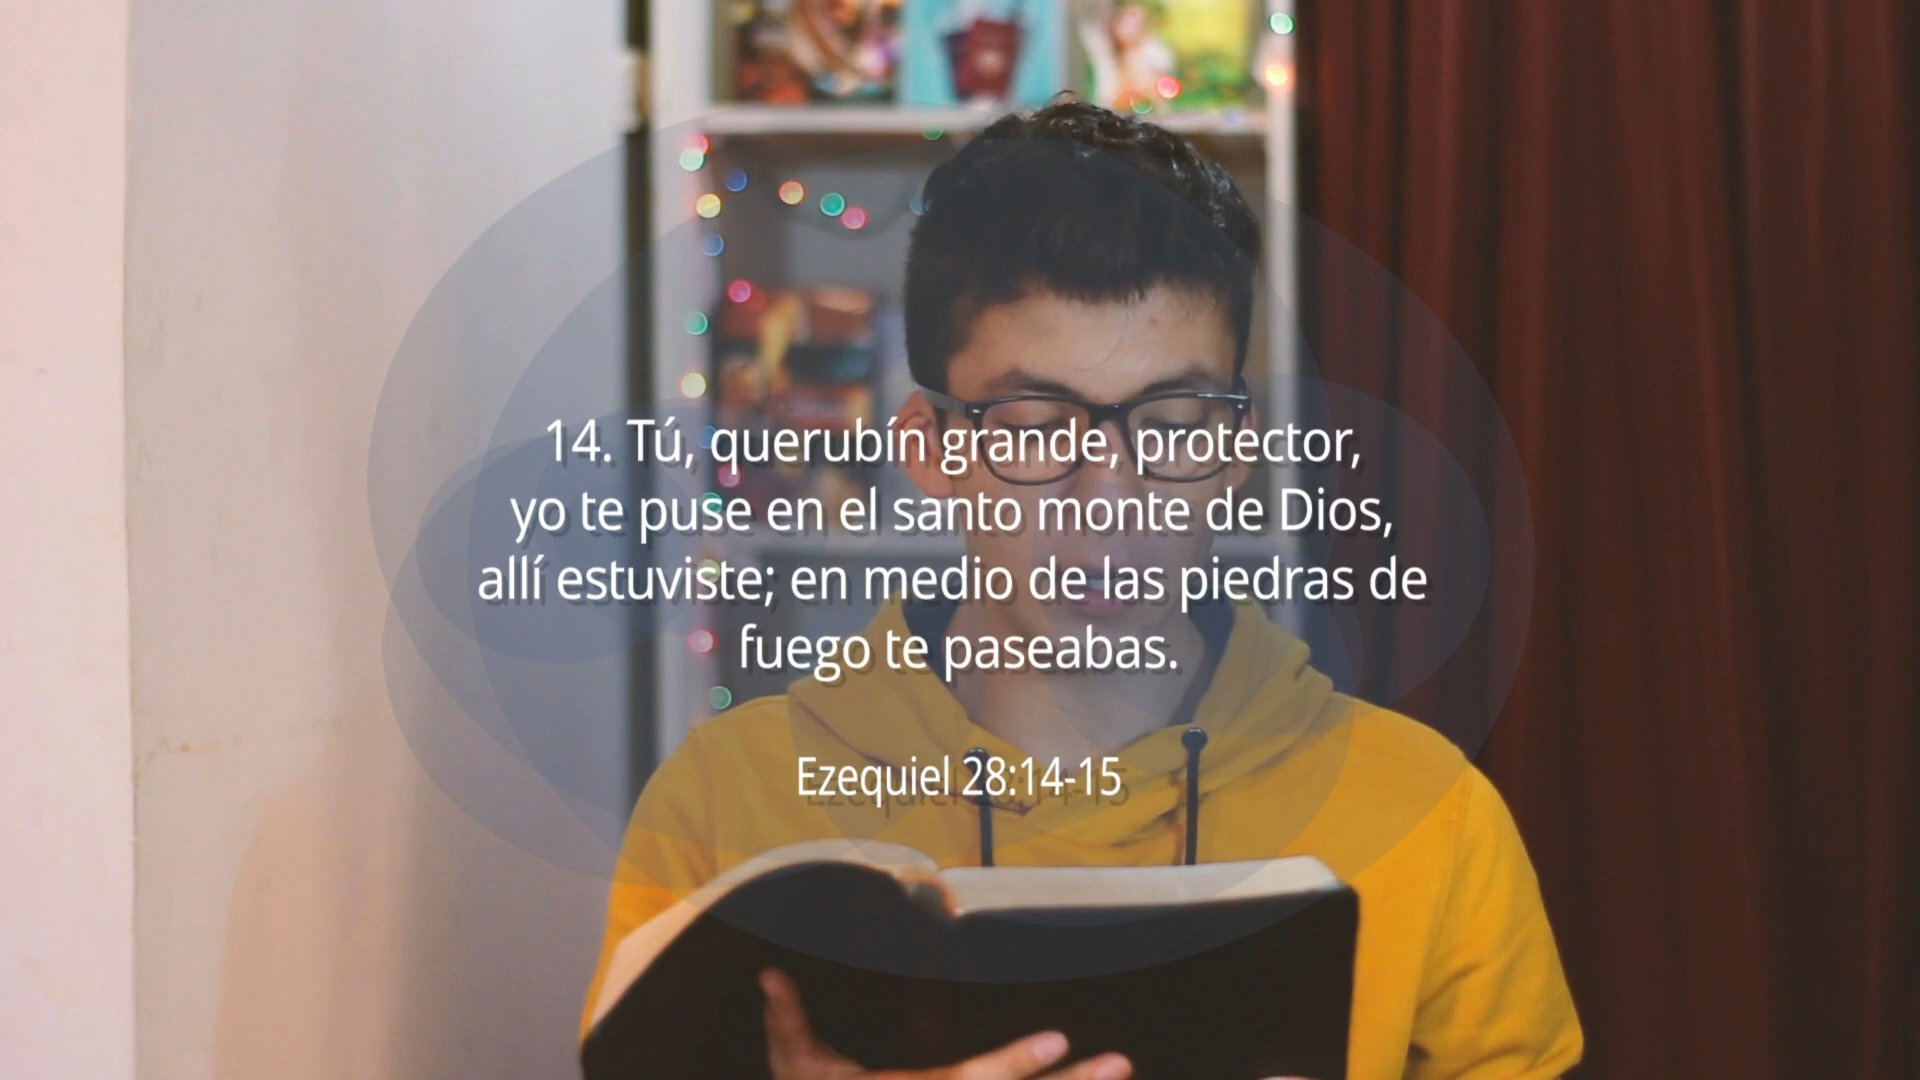 14. Tú, querubín grande, protector,
yo te puse en el santo monte de Dios,
allí estuviste; en medio de las piedras de
fuego te paseabas.
Ezequiel 28:14-15